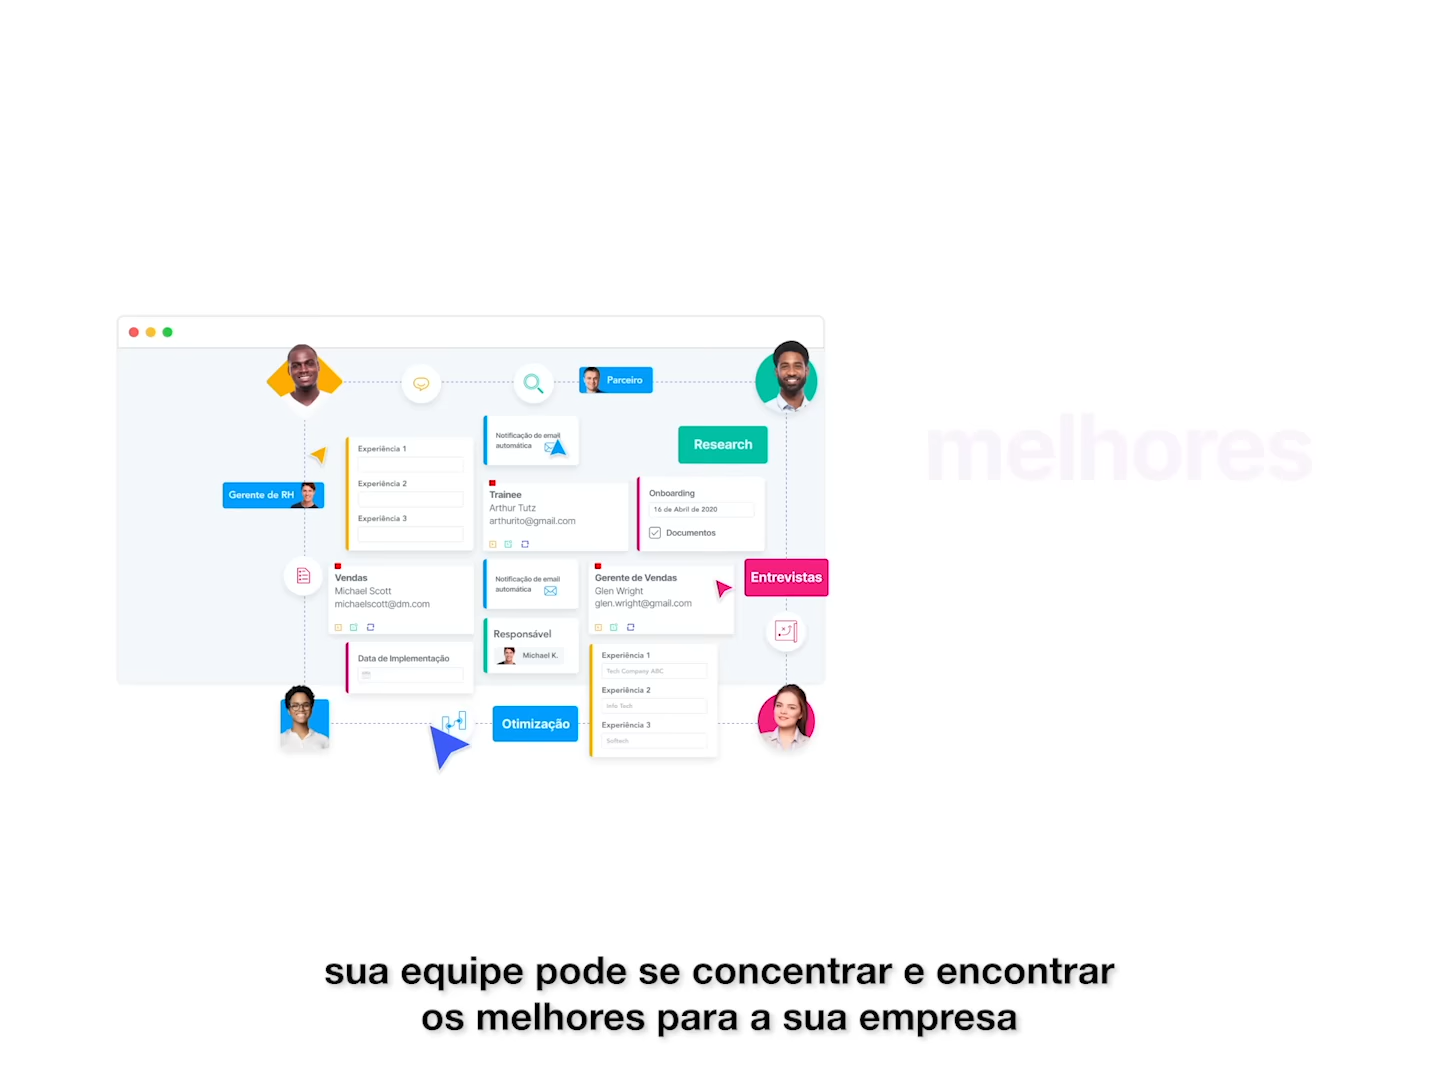 Parceiro
melhores
Notificação de email
automática
Research
Experiência 1
Experiência 2
Experiência 3
Gerente de RH
Trainee
Arthur Tutz
arthurito@gmail.com
Onboarding
16 de Abril de 2020
Documentos
Vendas
Michael Scott
michaelscott@dm.com
Notificação de email
automática
Gerente de Vendas
Glen Wright
glen.wright@gmail.com
Entrevistas
Responsável
Michael K.
Data de Implementação
Experiência 1
Tech Company ABC
Experiência 2
Info Tech
Experiência 3
Softech
Otimização
sua equipe pode se concentrar e encontrar
os melhores para a sua empresa